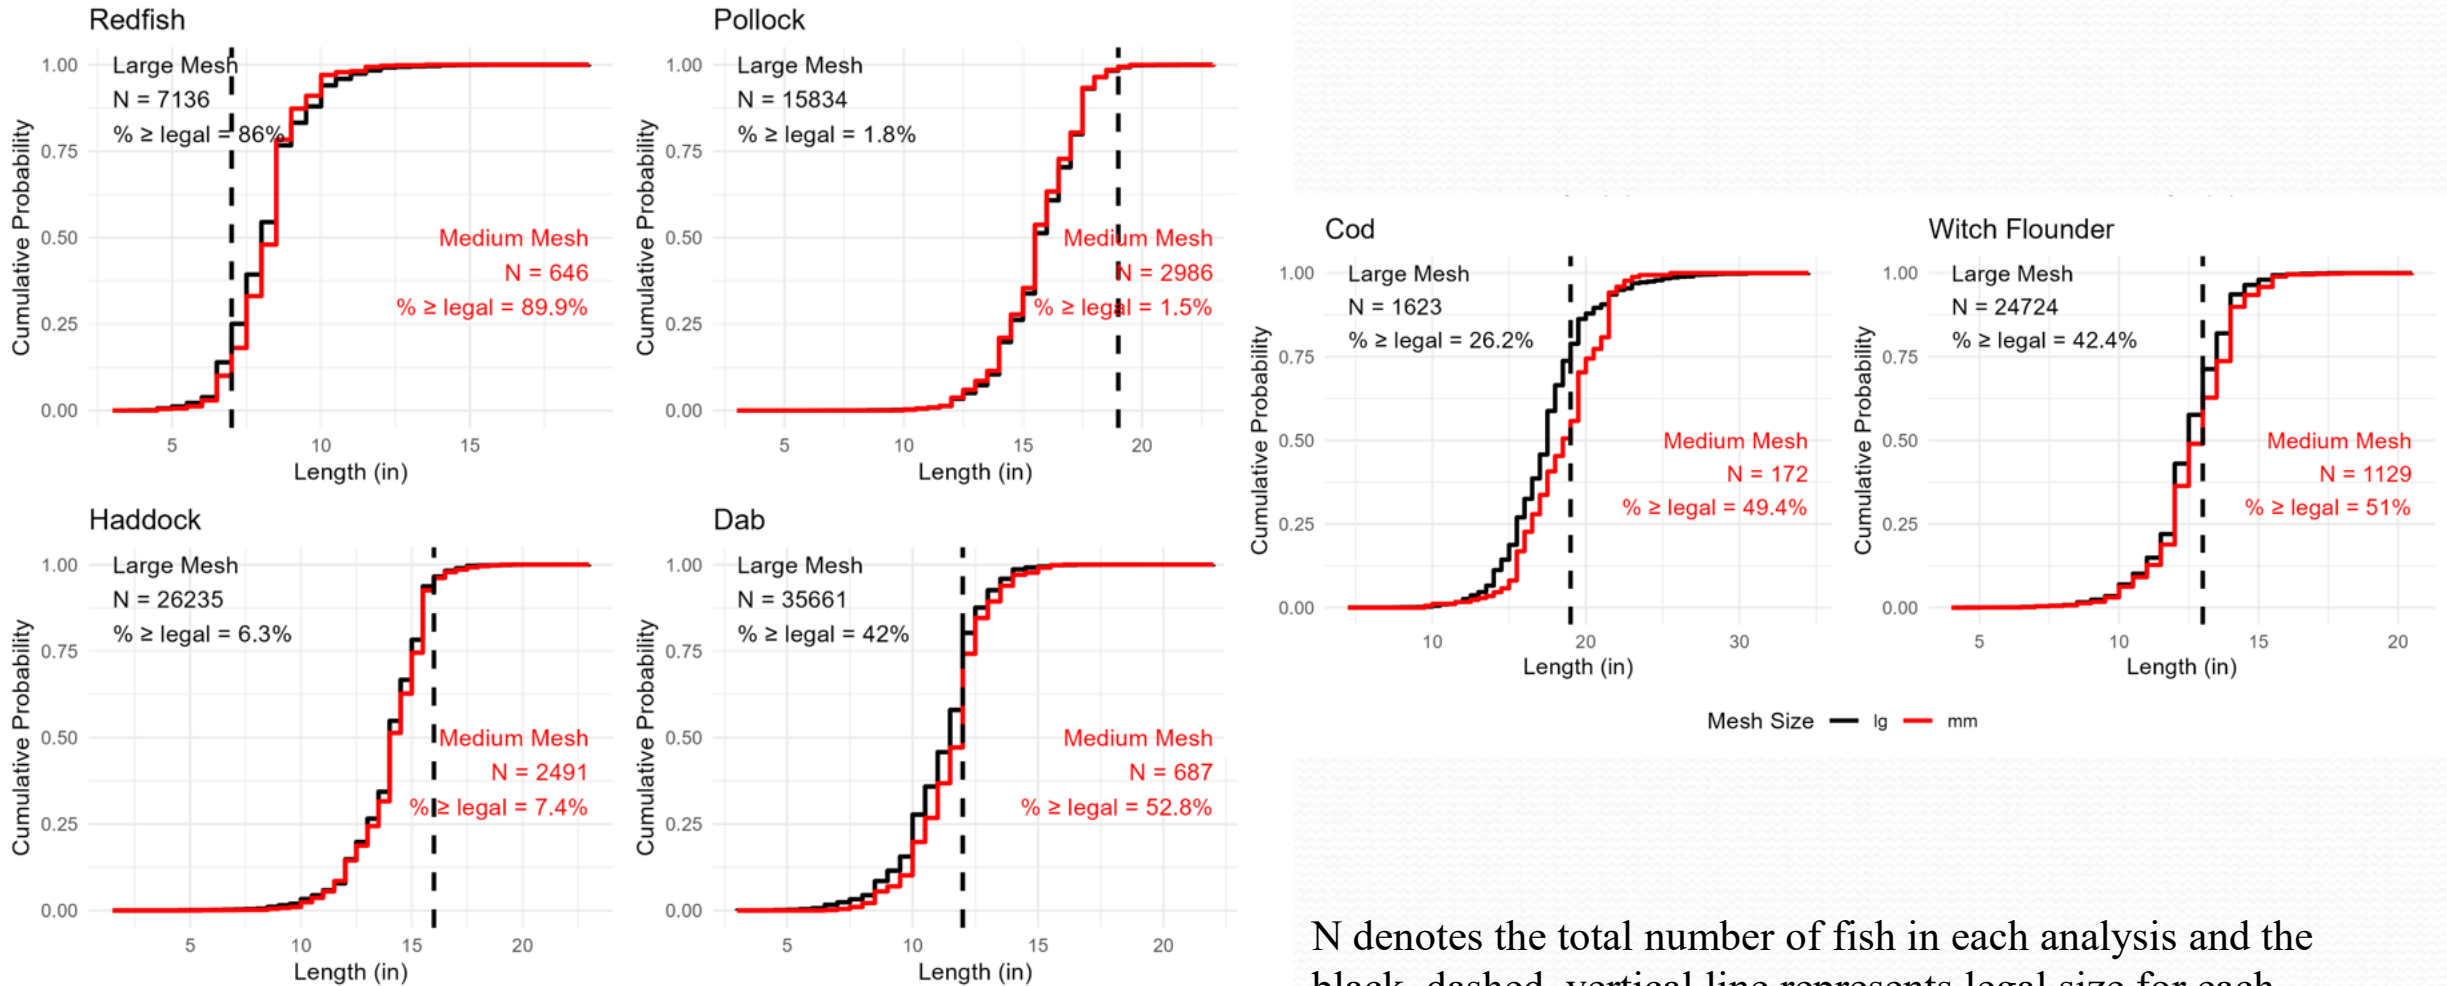 Redfish
Large Mesh
N = 7136
% ≥ legal = 86%
Medium Mesh
N = 646
% ≥ legal = 89.9%
Cumulative Probability
1.00
0.75
0.50
0.25
0.00
5 10 15
Length (in)
Pollock
Large Mesh
N = 15834
% ≥ legal = 1.8%
Medium Mesh
N = 2986
% ≥ legal = 1.5%
Cumulative Probability
1.00
0.75
0.50
0.25
0.00
5 10 15 20
Length (in)
Haddock
Large Mesh
N = 26235
% ≥ legal = 6.3%
Medium Mesh
N = 2491
% ≥ legal = 7.4%
Cumulative Probability
1.00
0.75
0.50
0.25
0.00
5 10 15 20
Length (in)
Dab
Large Mesh
N = 35661
% ≥ legal = 42%
Medium Mesh
N = 687
% ≥ legal = 52.8%
Cumulative Probability
1.00
0.75
0.50
0.25
0.00
5 10 15 20
Length (in)
Cod
Large Mesh
N = 1623
% ≥ legal = 26.2%
Medium Mesh
N = 172
% ≥ legal = 49.4%
Cumulative Probability
1.00
0.75
0.50
0.25
0.00
10 20 30
Length (in)
Witch Flounder
Large Mesh
N = 24724
% ≥ legal = 42.4%
Medium Mesh
N = 1129
% ≥ legal = 51%
Cumulative Probability
1.00
0.75
0.50
0.25
0.00
5 10 15 20
Length (in)
Mesh Size lg mm
N denotes the total number of fish in each analysis and the
black, dashed, vertical line represents legal size for each